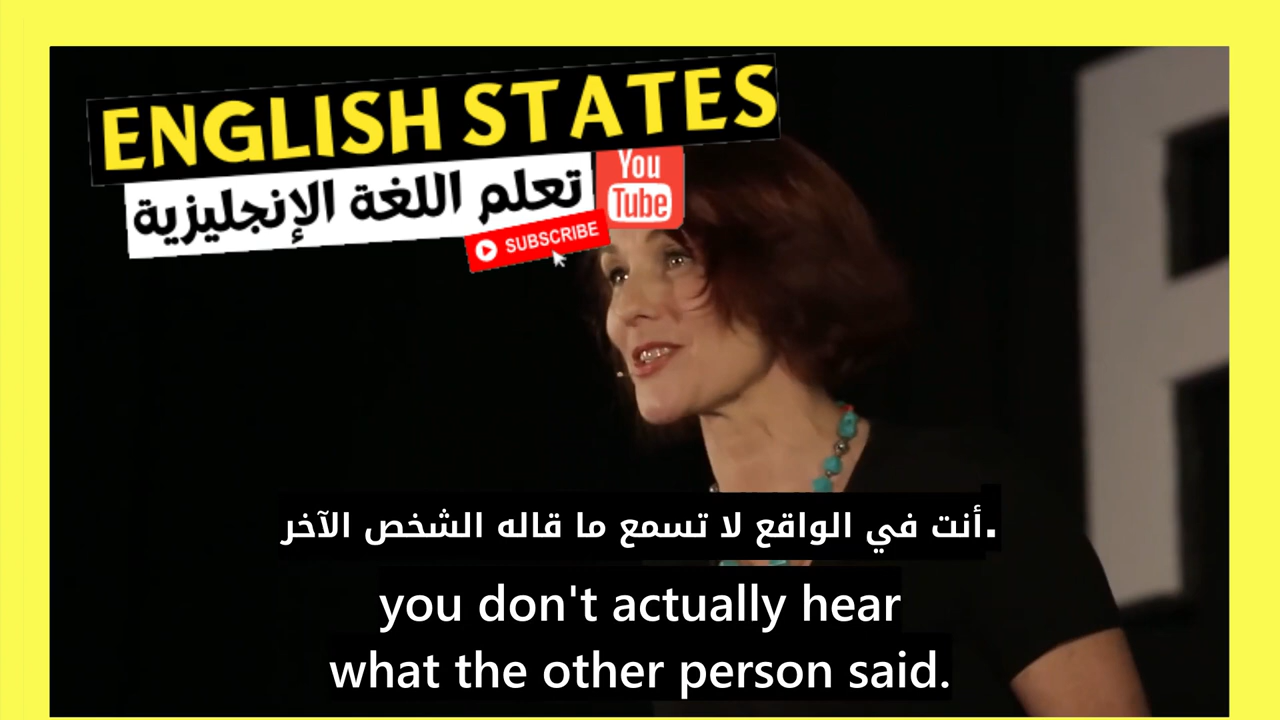 ENGLISH STATES
تعلم اللغة الإنجليزية
You
Tube
SUBSCRIBE
أنت في الواقع لا تسمع ما قاله الشخص الآخر.
you don't actually hear
what the other person said.